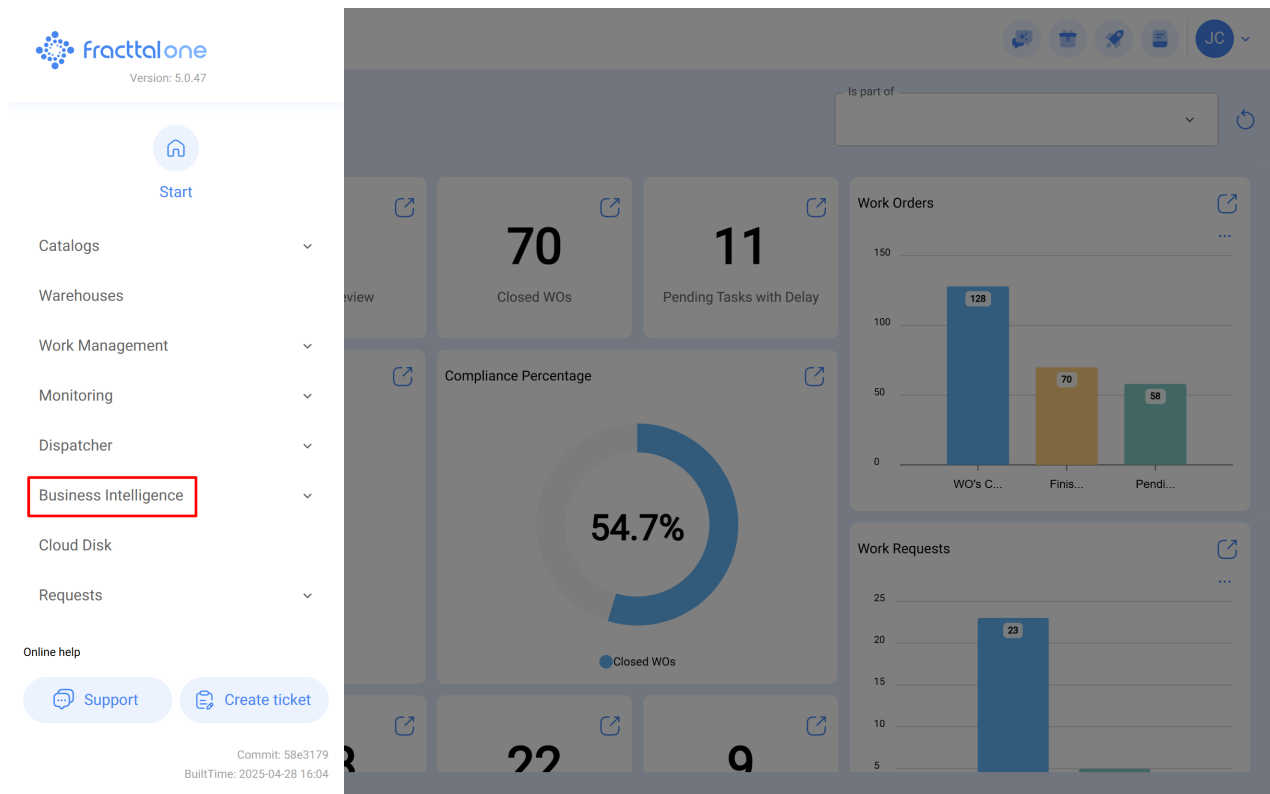 fracttalone
Version: 5.0.47
Start
Catalogs
Warehouses
Work Management
Monitoring
Dispatcher
Business Intelligence
Cloud Disk
Requests
Online help
Support
Create ticket
Commit: 58e3179
BuiltTime: 2025-04-28 16:04
JC
Is part of
70
Closed WOs
11
Pending Tasks with Delay
Compliance Percentage
54.7%
Closed WOs
22
9
Work Orders
...
150
100
50
0
128
70
58
WO's C...
Finis...
Pendi...
Work Requests
...
25
20
15
10
5
23